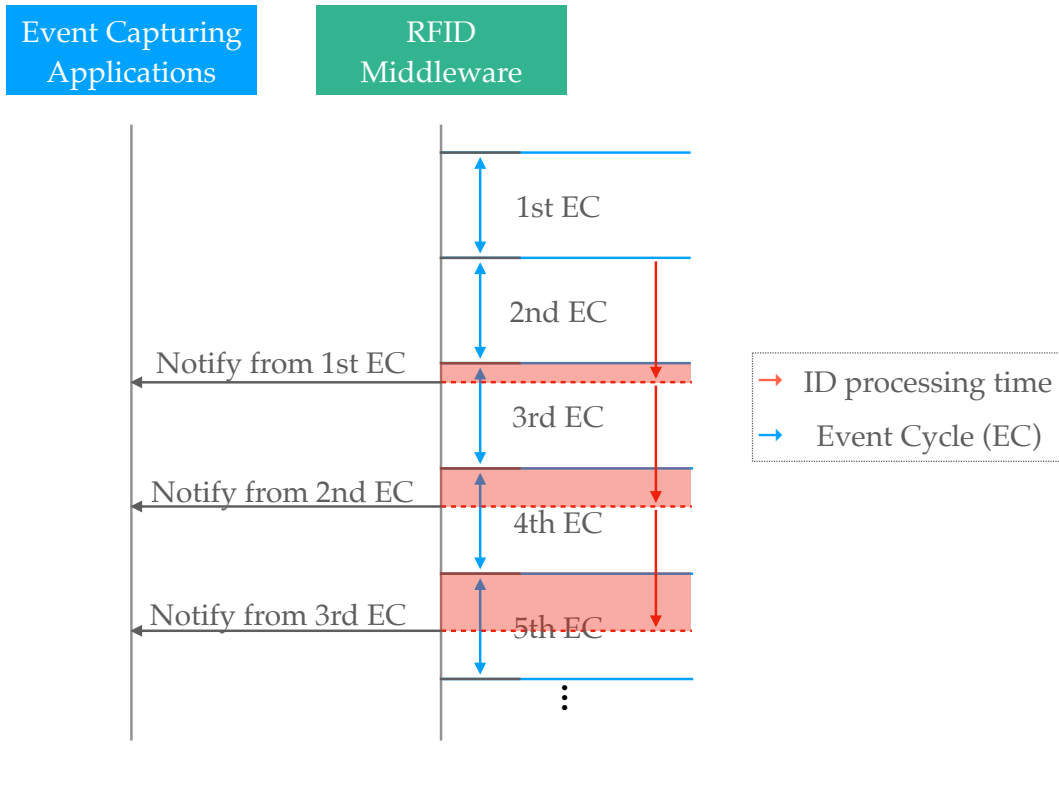 Event Capturing
Applications
RFID
Middleware
1st EC
2nd EC
Notify from 1st EC
3rd EC
Notify from 2nd EC
4th EC
Notify from 3rd EC
5th EC
ID processing time
Event Cycle (EC)